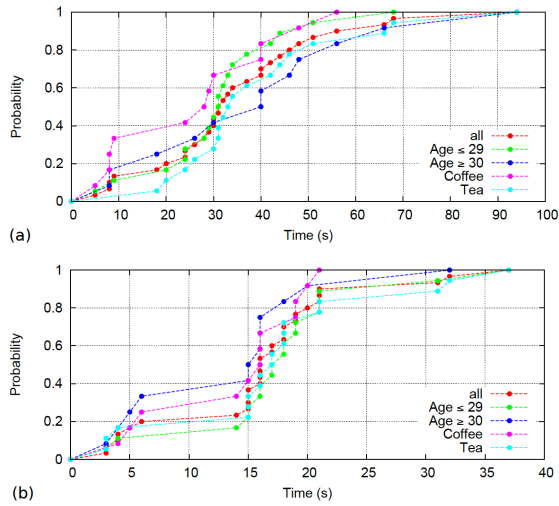 1
0.8
0.6
0.4
0.2
0
Probability
0 10 20 30 40 50 60 70 80 90 100
Time (s)
all
Age ≤ 29
Age ≥ 30
Coffee
Tea
(a)
1
0.8
0.6
0.4
0.2
0
Probability
0 5 10 15 20 25 30 35 40
Time (s)
all
Age ≤ 29
Age ≥ 30
Coffee
Tea
(b)